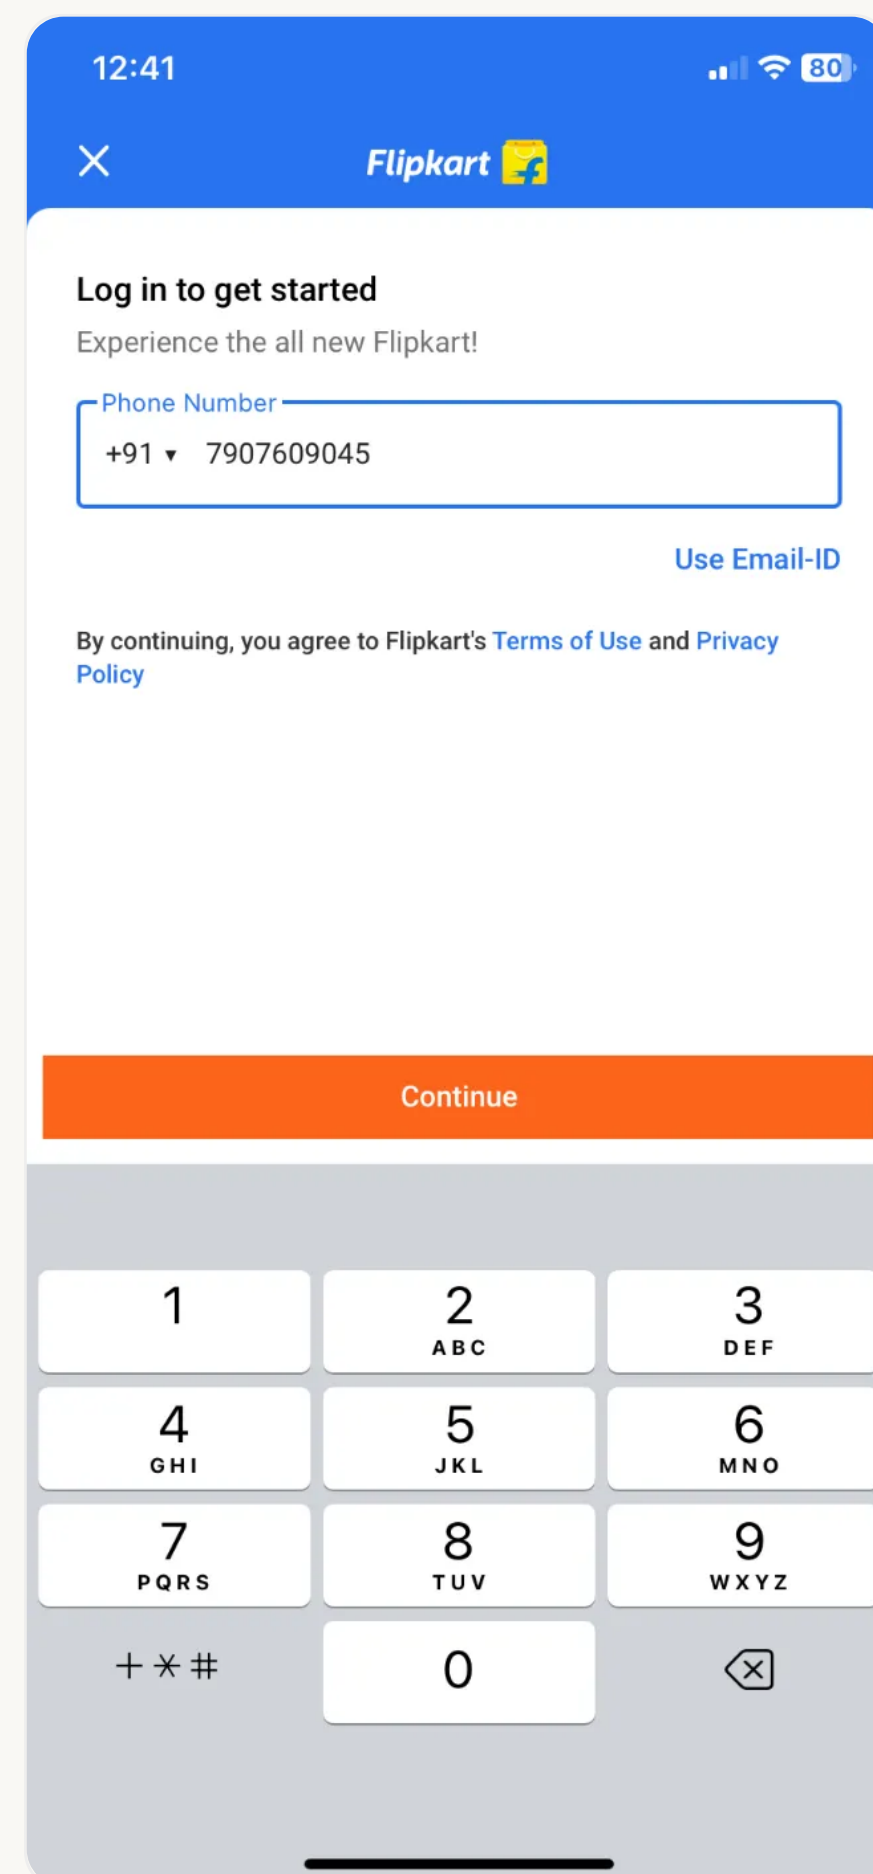 12:41
80
Flipkart
Log in to get started
Experience the all new Flipkart!
Phone Number
+91 ▾ 7907609045
Use Email-ID
By continuing, you agree to Flipkart's Terms of Use and Privacy
Policy
Continue
1 2 3
ABC DEF
4 5 6
GHI JKL MNO
7 8 9
PQRS TUV WXYZ
+*# 0